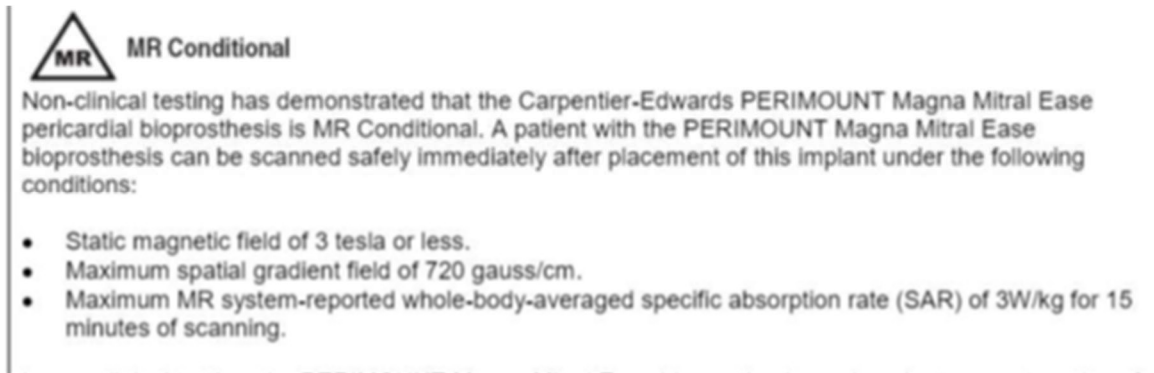 MR
MR Conditional
Non-clinical testing has demonstrated that the Carpentier-Edwards PERIMOUNT Magna Mitral Ease
pericardial bioprosthesis is MR Conditional. A patient with the PERIMOUNT Magna Mitral Ease
bioprosthesis can be scanned safely immediately after placement of this implant under the following
conditions:
• Static magnetic field of 3 tesla or less.
• Maximum spatial gradient field of 720 gauss/cm.
• Maximum MR system-reported whole-body-averaged specific absorption rate (SAR) of 3W/kg for 15
minutes of scanning.